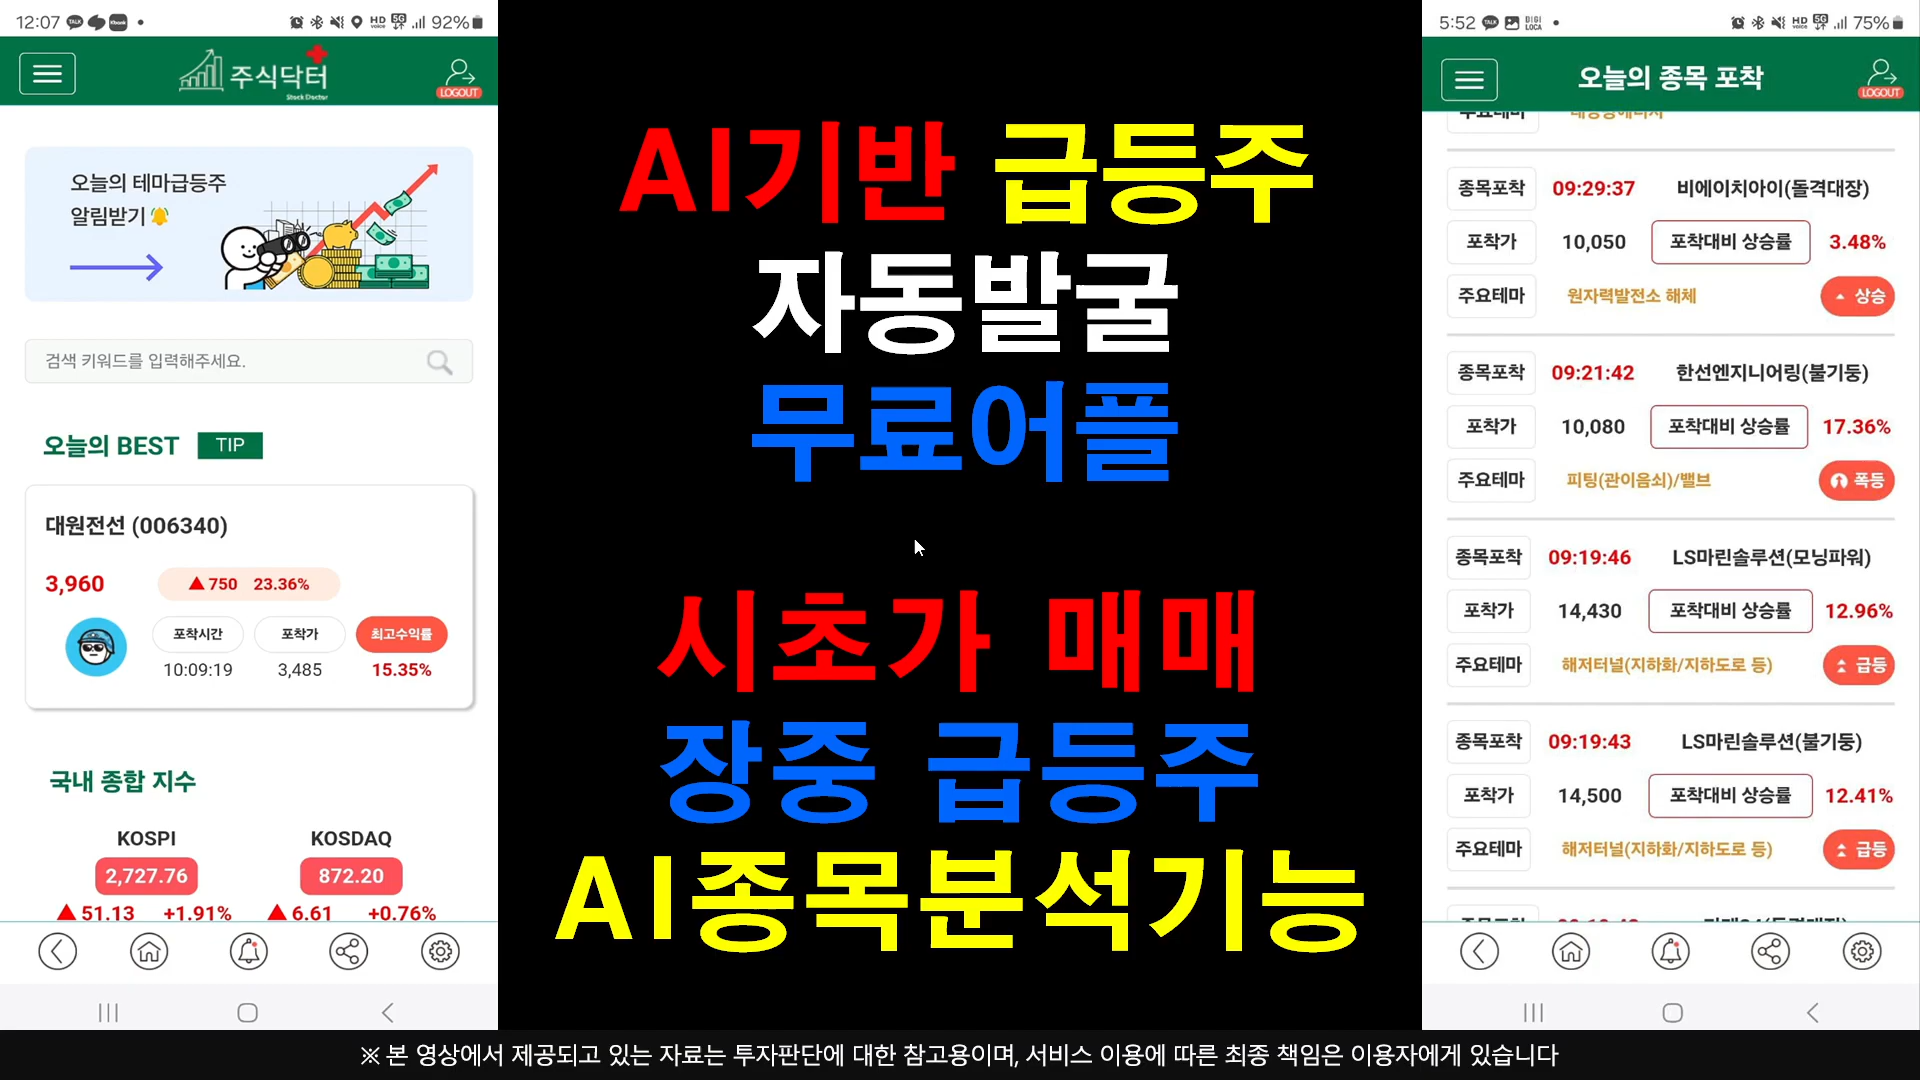 12:07
92%
주식닥터
Stock Doctor
LOGOUT
오늘의 테마급등주
알림받기
검색 키워드를 입력해주세요.
오늘의 BEST TIP
대원전선 (006340)
3,960 ▲ 750 23.36%
포착시간 포착가 최고수익률
10:09:19 3,485 15.35%
국내 종합 지수
KOSPI KOSDAQ
2,727.76 872.20
▲ 51.13 +1.91% ▲ 6.61 +0.76%
AI기반 급등주
자동발굴
무료어플
시초가 매매
장중 급등주
AI종목분석기능
5:52
75%
오늘의 종목 포착
LOGOUT
종목포착 09:29:37 비에이치아이(돌격대장)
포착가 10,050 포착대비 상승률 3.48%
주요테마 원자력발전소 해체 상승
종목포착 09:21:42 한선엔지니어링(불기둥)
포착가 10,080 포착대비 상승률 17.36%
주요테마 피팅(관이음쇠)/밸브 폭등
종목포착 09:19:46 LS마린솔루션(모닝파워)
포착가 14,430 포착대비 상승률 12.96%
주요테마 해저터널(지하화/지하도로 등) 급등
종목포착 09:19:43 LS마린솔루션(불기둥)
포착가 14,500 포착대비 상승률 12.41%
주요테마 해저터널(지하화/지하도로 등) 급등
※ 본 영상에서 제공되고 있는 자료는 투자판단에 대한 참고용이며, 서비스 이용에 따른 최종 책임은 이용자에게 있습니다